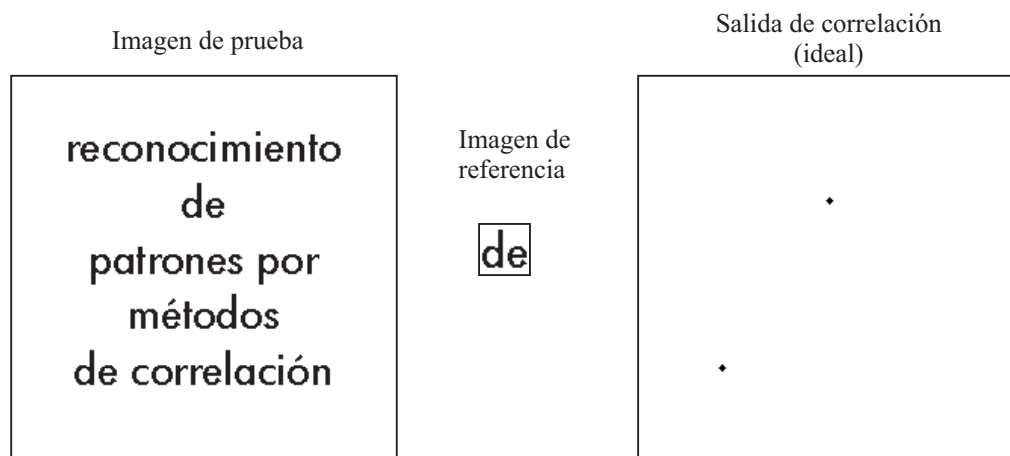 Imagen de prueba
reconocimiento
de
patrones por
métodos
de correlación
Imagen de
referencia
de
Salida de correlación
(ideal)